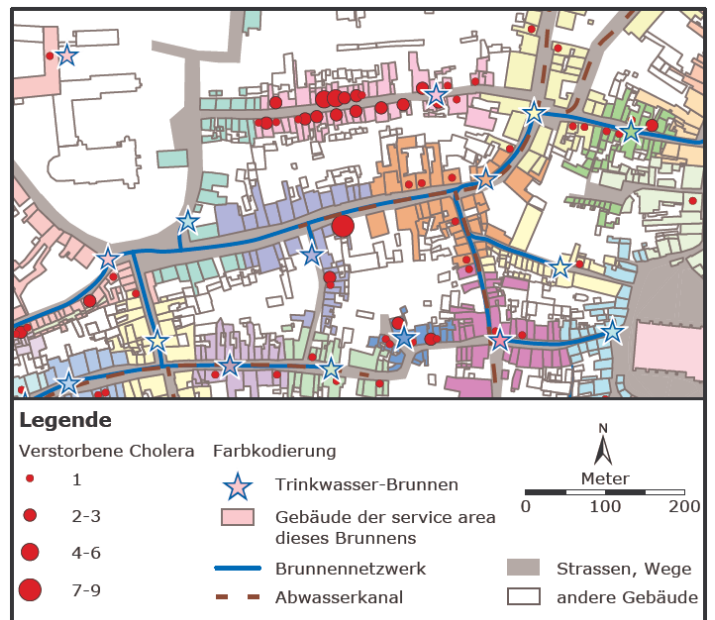 Legende
Verstorbene Cholera
1
2-3
4-6
7-9
Farbkodierung
Trinkwasser-Brunnen
Gebäude der service area
dieses Brunnens
Brunnennetzwerk
Abwasserkanal
N
Meter
0 100 200
Strassen, Wege
andere Gebäude